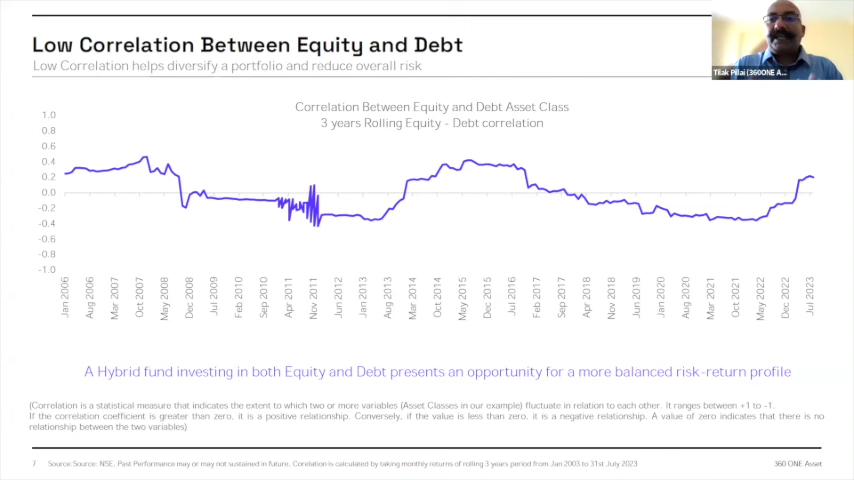 Low Correlation Between Equity and Debt
Low Correlation helps diversify a portfolio and reduce overall risk
Tilak Pillai (360ONE A...
Correlation Between Equity and Debt Asset Class
3 years Rolling Equity - Debt correlation
1.0
0.8
0.6
0.4
0.2
0.0
-0.2
-0.4
-0.6
-0.8
-1.0
Jan 2006
Aug 2006
Mar 2007
Oct 2007
May 2008
Dec 2008
Jul 2009
Feb 2010
Sep 2010
Apr 2011
Nov 2011
Jun 2012
Jan 2013
Aug 2013
Mar 2014
Oct 2014
May 2015
Dec 2015
Jul 2016
Feb 2017
Sep 2017
Apr 2018
Nov 2018
Jun 2019
Jan 2020
Aug 2020
Mar 2021
Oct 2021
May 2022
Dec 2022
Jul 2023
A Hybrid fund investing in both Equity and Debt presents an opportunity for a more balanced risk-return profile
(Correlation is a statistical measure that indicates the extent to which two or more variables (Asset Classes in our example) fluctuate in relation to each other. It ranges between +1 to -1.
If the correlation coefficient is greater than zero, it is a positive relationship. Conversely, if the value is less than zero, it is a negative relationship. A value of zero indicates that there is no
relationship between the two variables)
7 Source: Source: NSE. Past Performance may or may not sustained in future. Corelation is calculated by taking monthly returns of rolling 3 years period from Jan 2003 to 31st July 2023
360 ONE Asset